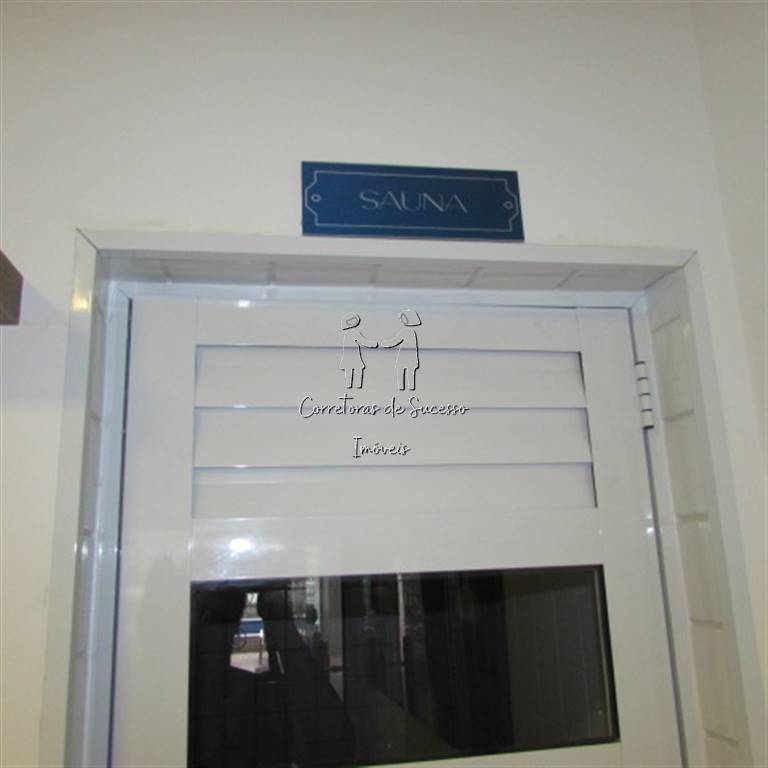 SAUNA
Corretoras de Sucesso
Imóveis